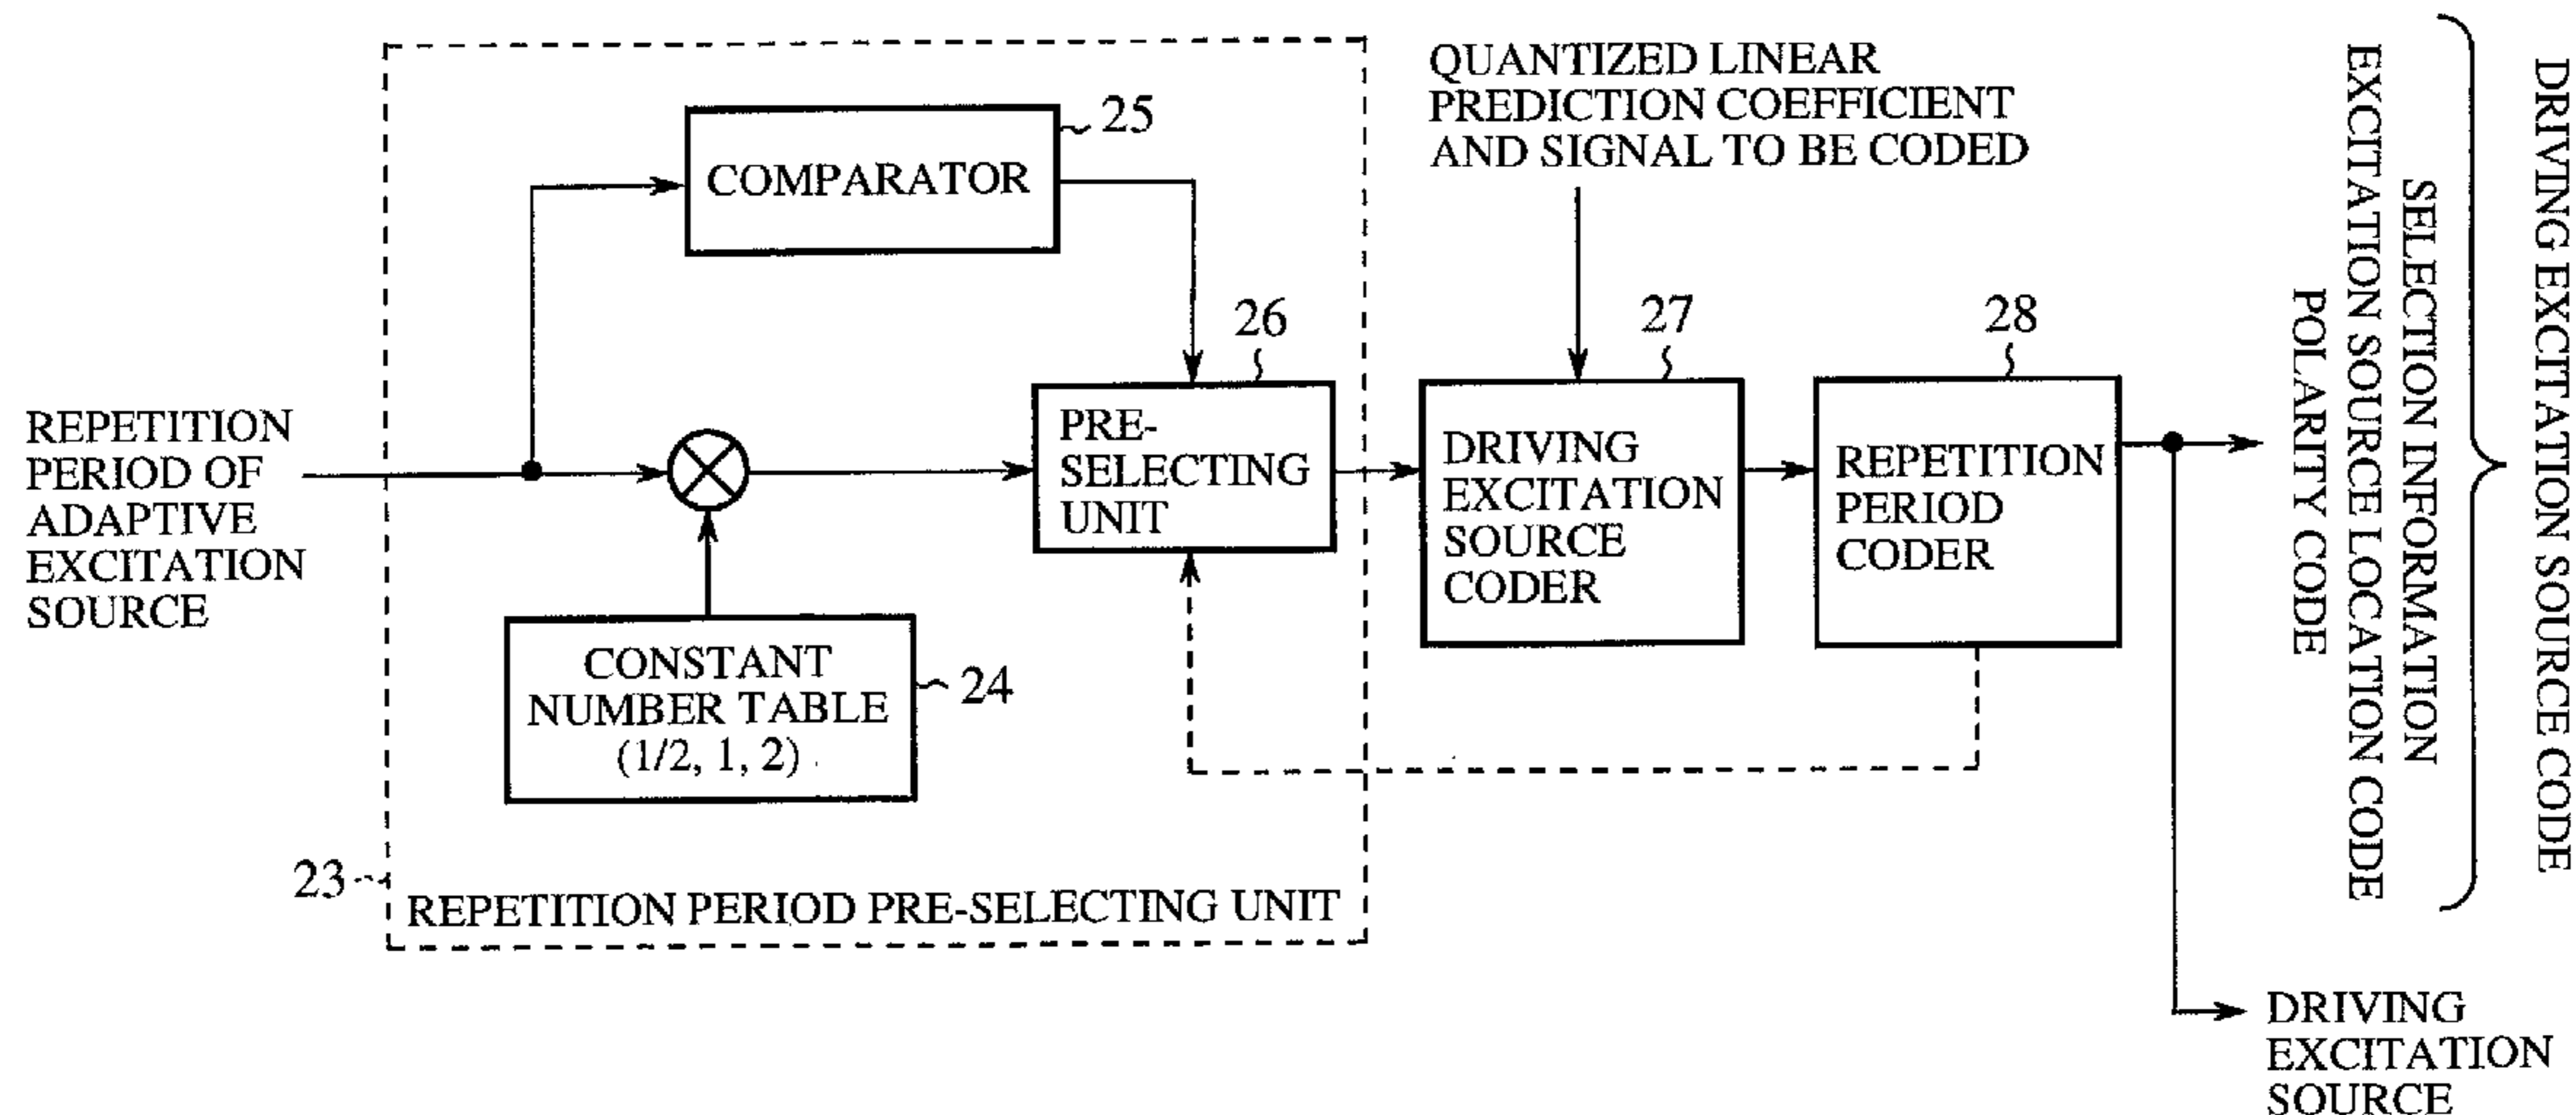 REPETITION
PERIOD OF
ADAPTIVE
EXCITATION
SOURCE
25
COMPARATOR
26
PRE-
SELECTING
UNIT
CONSTANT
NUMBER TABLE
(1/2, 1, 2)
24
23
REPETITION PERIOD PRE-SELECTING UNIT
QUANTIZED LINEAR
PREDICTION COEFFICIENT
AND SIGNAL TO BE CODED
27
DRIVING
EXCITATION
SOURCE
CODER
28
REPETITION
PERIOD
CODER
SELECTION INFORMATION
EXCITATION SOURCE LOCATION CODE
POLARITY CODE
DRIVING EXCITATION SOURCE CODE
DRIVING
EXCITATION
SOURCE